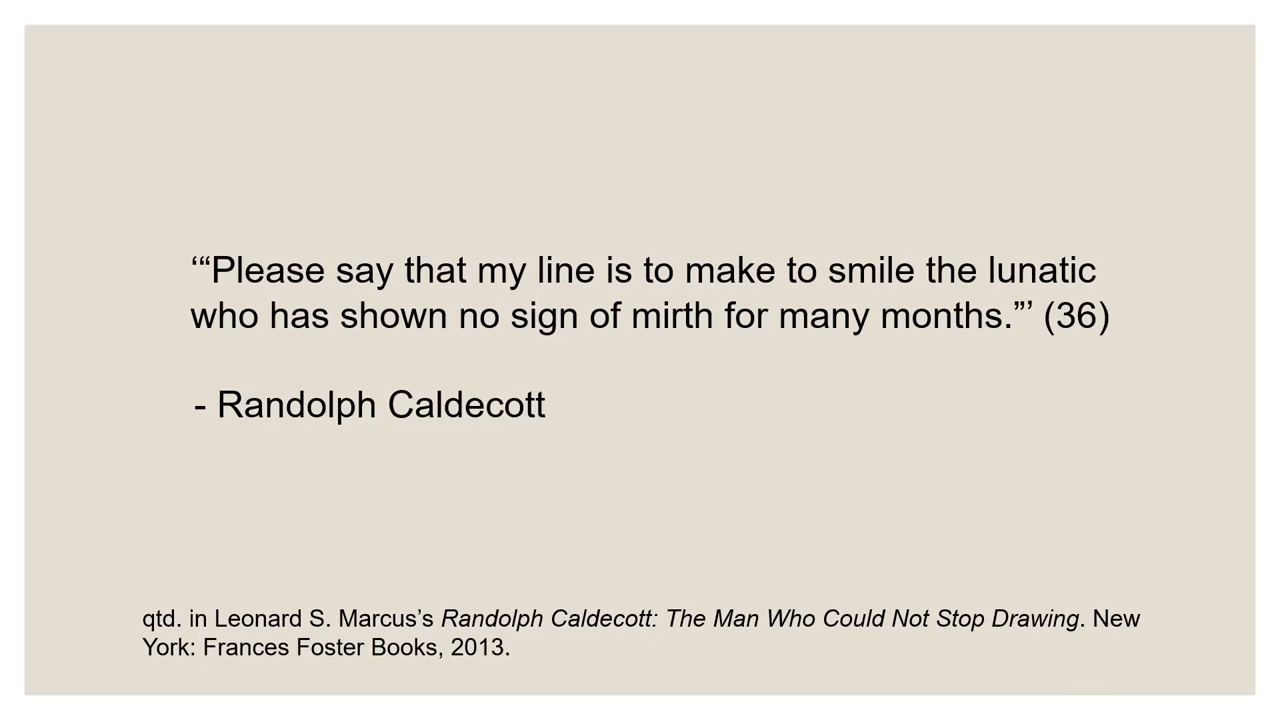 ‘“Please say that my line is to make to smile the lunatic
who has shown no sign of mirth for many months.”’ (36)
- Randolph Caldecott
qtd. in Leonard S. Marcus’s Randolph Caldecott: The Man Who Could Not Stop Drawing. New
York: Frances Foster Books, 2013.